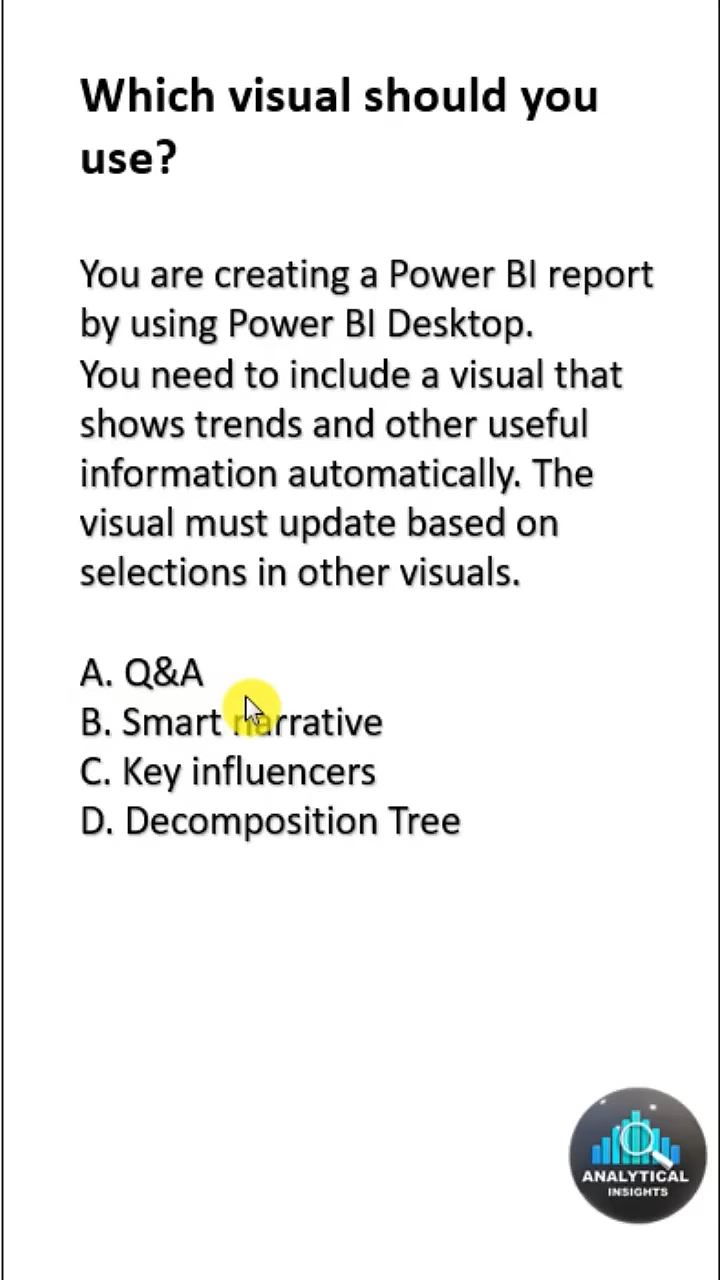 Which visual should you
use?
You are creating a Power BI report
by using Power BI Desktop.
You need to include a visual that
shows trends and other useful
information automatically. The
visual must update based on
selections in other visuals.
A. Q&A
B. Smart narrative
C. Key influencers
D. Decomposition Tree
ANALYTICAL
INSIGHTS